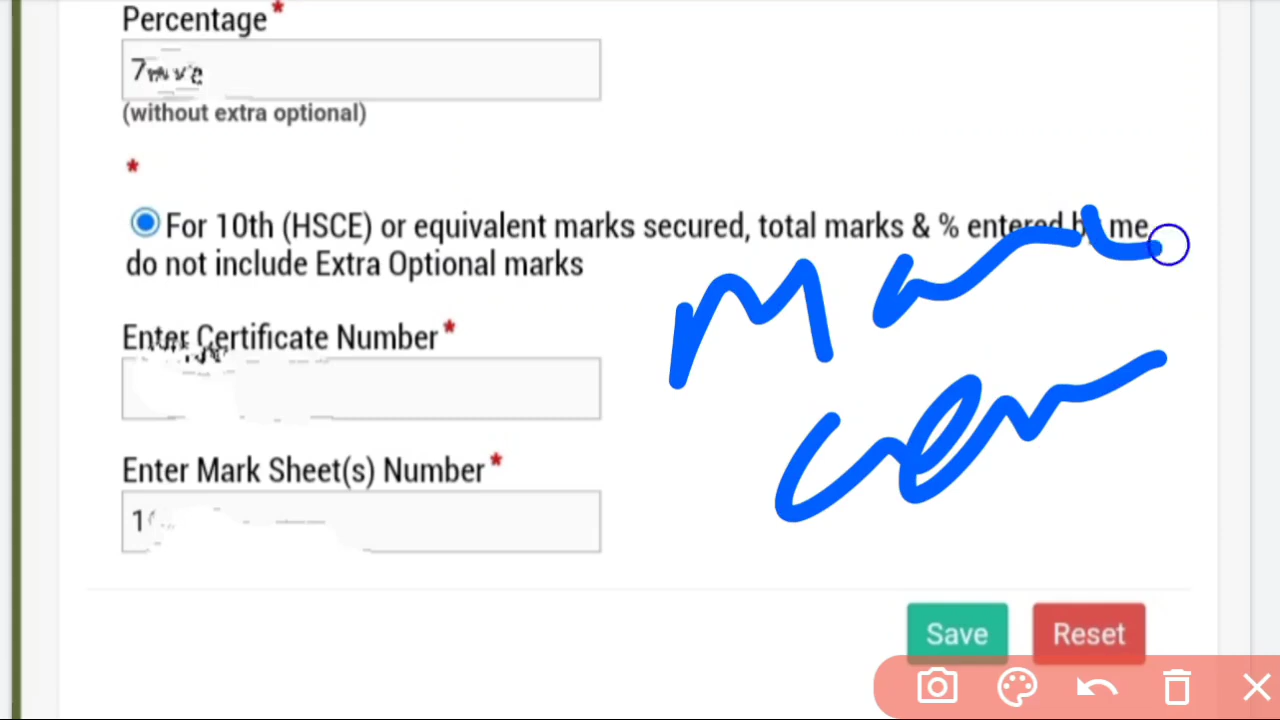 Percentage *
(without extra optional)
*
For 10th (HSCE) or equivalent marks secured, total marks & % entered by me
do not include Extra Optional marks
Enter Certificate Number *
Enter Mark Sheet(s) Number *
Save Reset